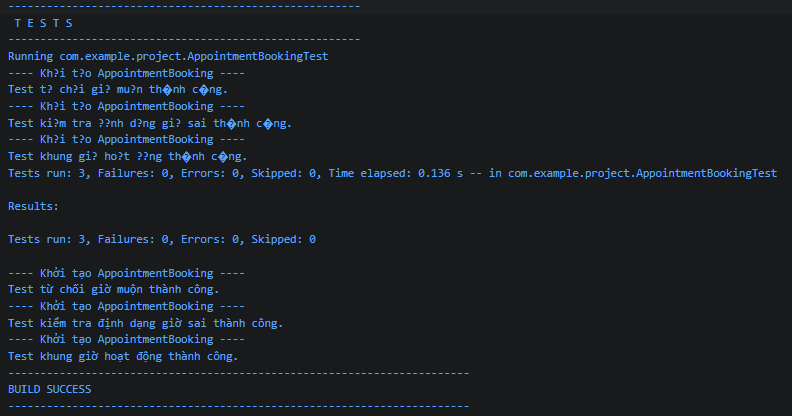 -------------------------------------------------------
T E S T S
-------------------------------------------------------
Running com.example.project.AppointmentBookingTest
---- Kh?i t?o AppointmentBooking ----
Test t? ch?i gi? mu?n th�nh c�ng.
---- Kh?i t?o AppointmentBooking ----
Test ki?m tra ??nh d?ng gi? sai th�nh c�ng.
---- Kh?i t?o AppointmentBooking ----
Test khung gi? ho?t ??ng th�nh c�ng.
Tests run: 3, Failures: 0, Errors: 0, Skipped: 0, Time elapsed: 0.136 s -- in com.example.project.AppointmentBookingTest
Results:
Tests run: 3, Failures: 0, Errors: 0, Skipped: 0
---- Khởi tạo AppointmentBooking ----
Test từ chối giờ muộn thành công.
---- Khởi tạo AppointmentBooking ----
Test kiểm tra định dạng giờ sai thành công.
---- Khởi tạo AppointmentBooking ----
Test khung giờ hoạt động thành công.
------------------------------------------------------------------------
BUILD SUCCESS
------------------------------------------------------------------------